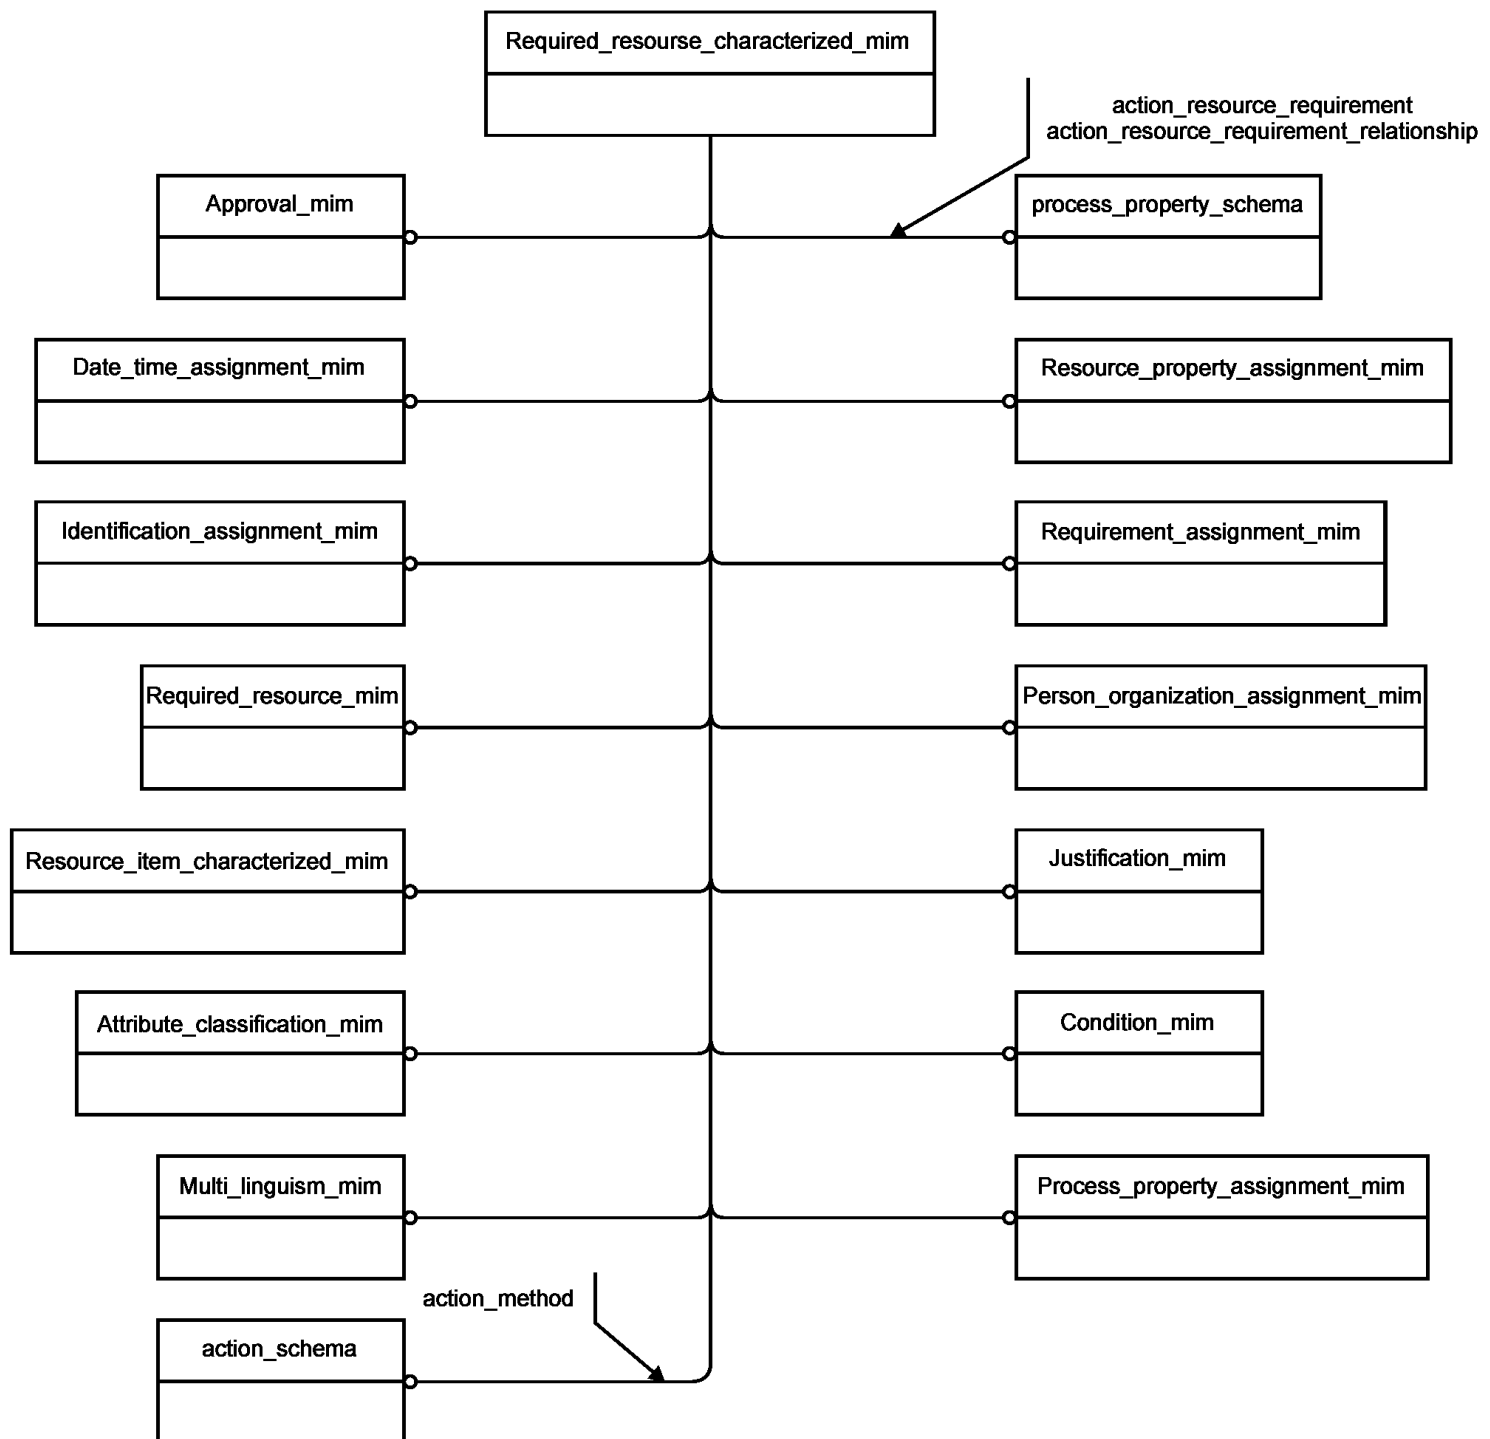 Required_resourse_characterized_mim
action_resource_requirement
action_resource_requirement_relationship
Approval_mim
process_property_schema
Date_time_assignment_mim
Resource_property_assignment_mim
Identification_assignment_mim
Requirement_assignment_mim
Required_resource_mim
Person_organization_assignment_mim
Resource_item_characterized_mim
Justification_mim
Attribute_classification_mim
Condition_mim
Multi_linguism_mim
Process_property_assignment_mim
action_method
action_schema